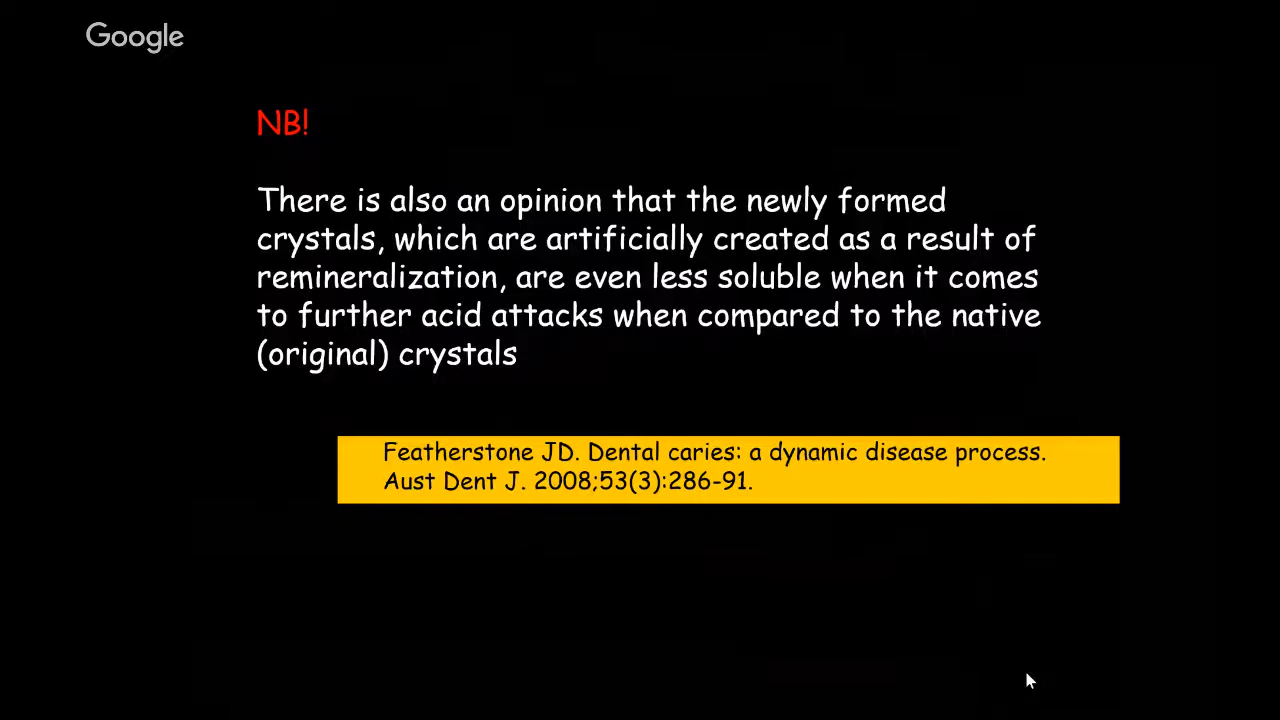 Google
NB!
There is also an opinion that the newly formed
crystals, which are artificially created as a result of
remineralization, are even less soluble when it comes
to further acid attacks when compared to the native
(original) crystals
Featherstone JD. Dental caries: a dynamic disease process.
Aust Dent J. 2008;53(3):286-91.